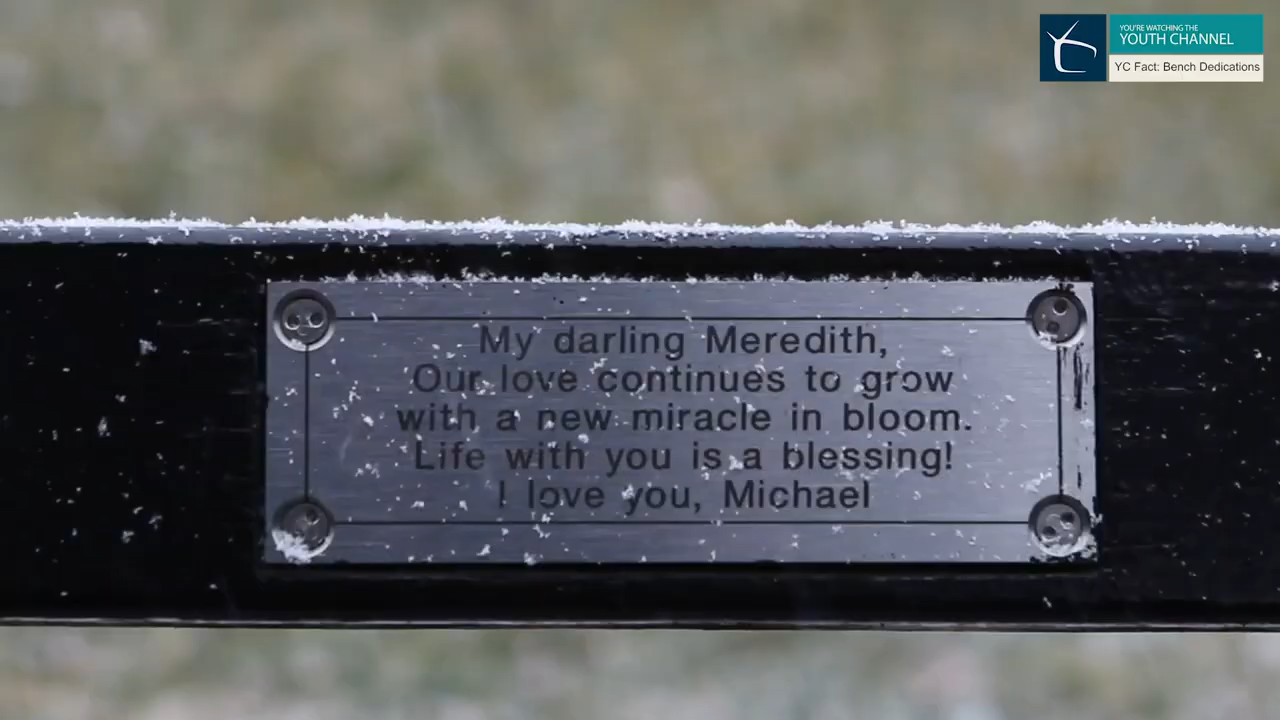 YOU'RE WATCHING THE
YOUTH CHANNEL
YC Fact: Bench Dedications
My darling Meredith,
Our love continues to grow
with a new miracle in bloom.
Life with you is a blessing!
I love you, Michael